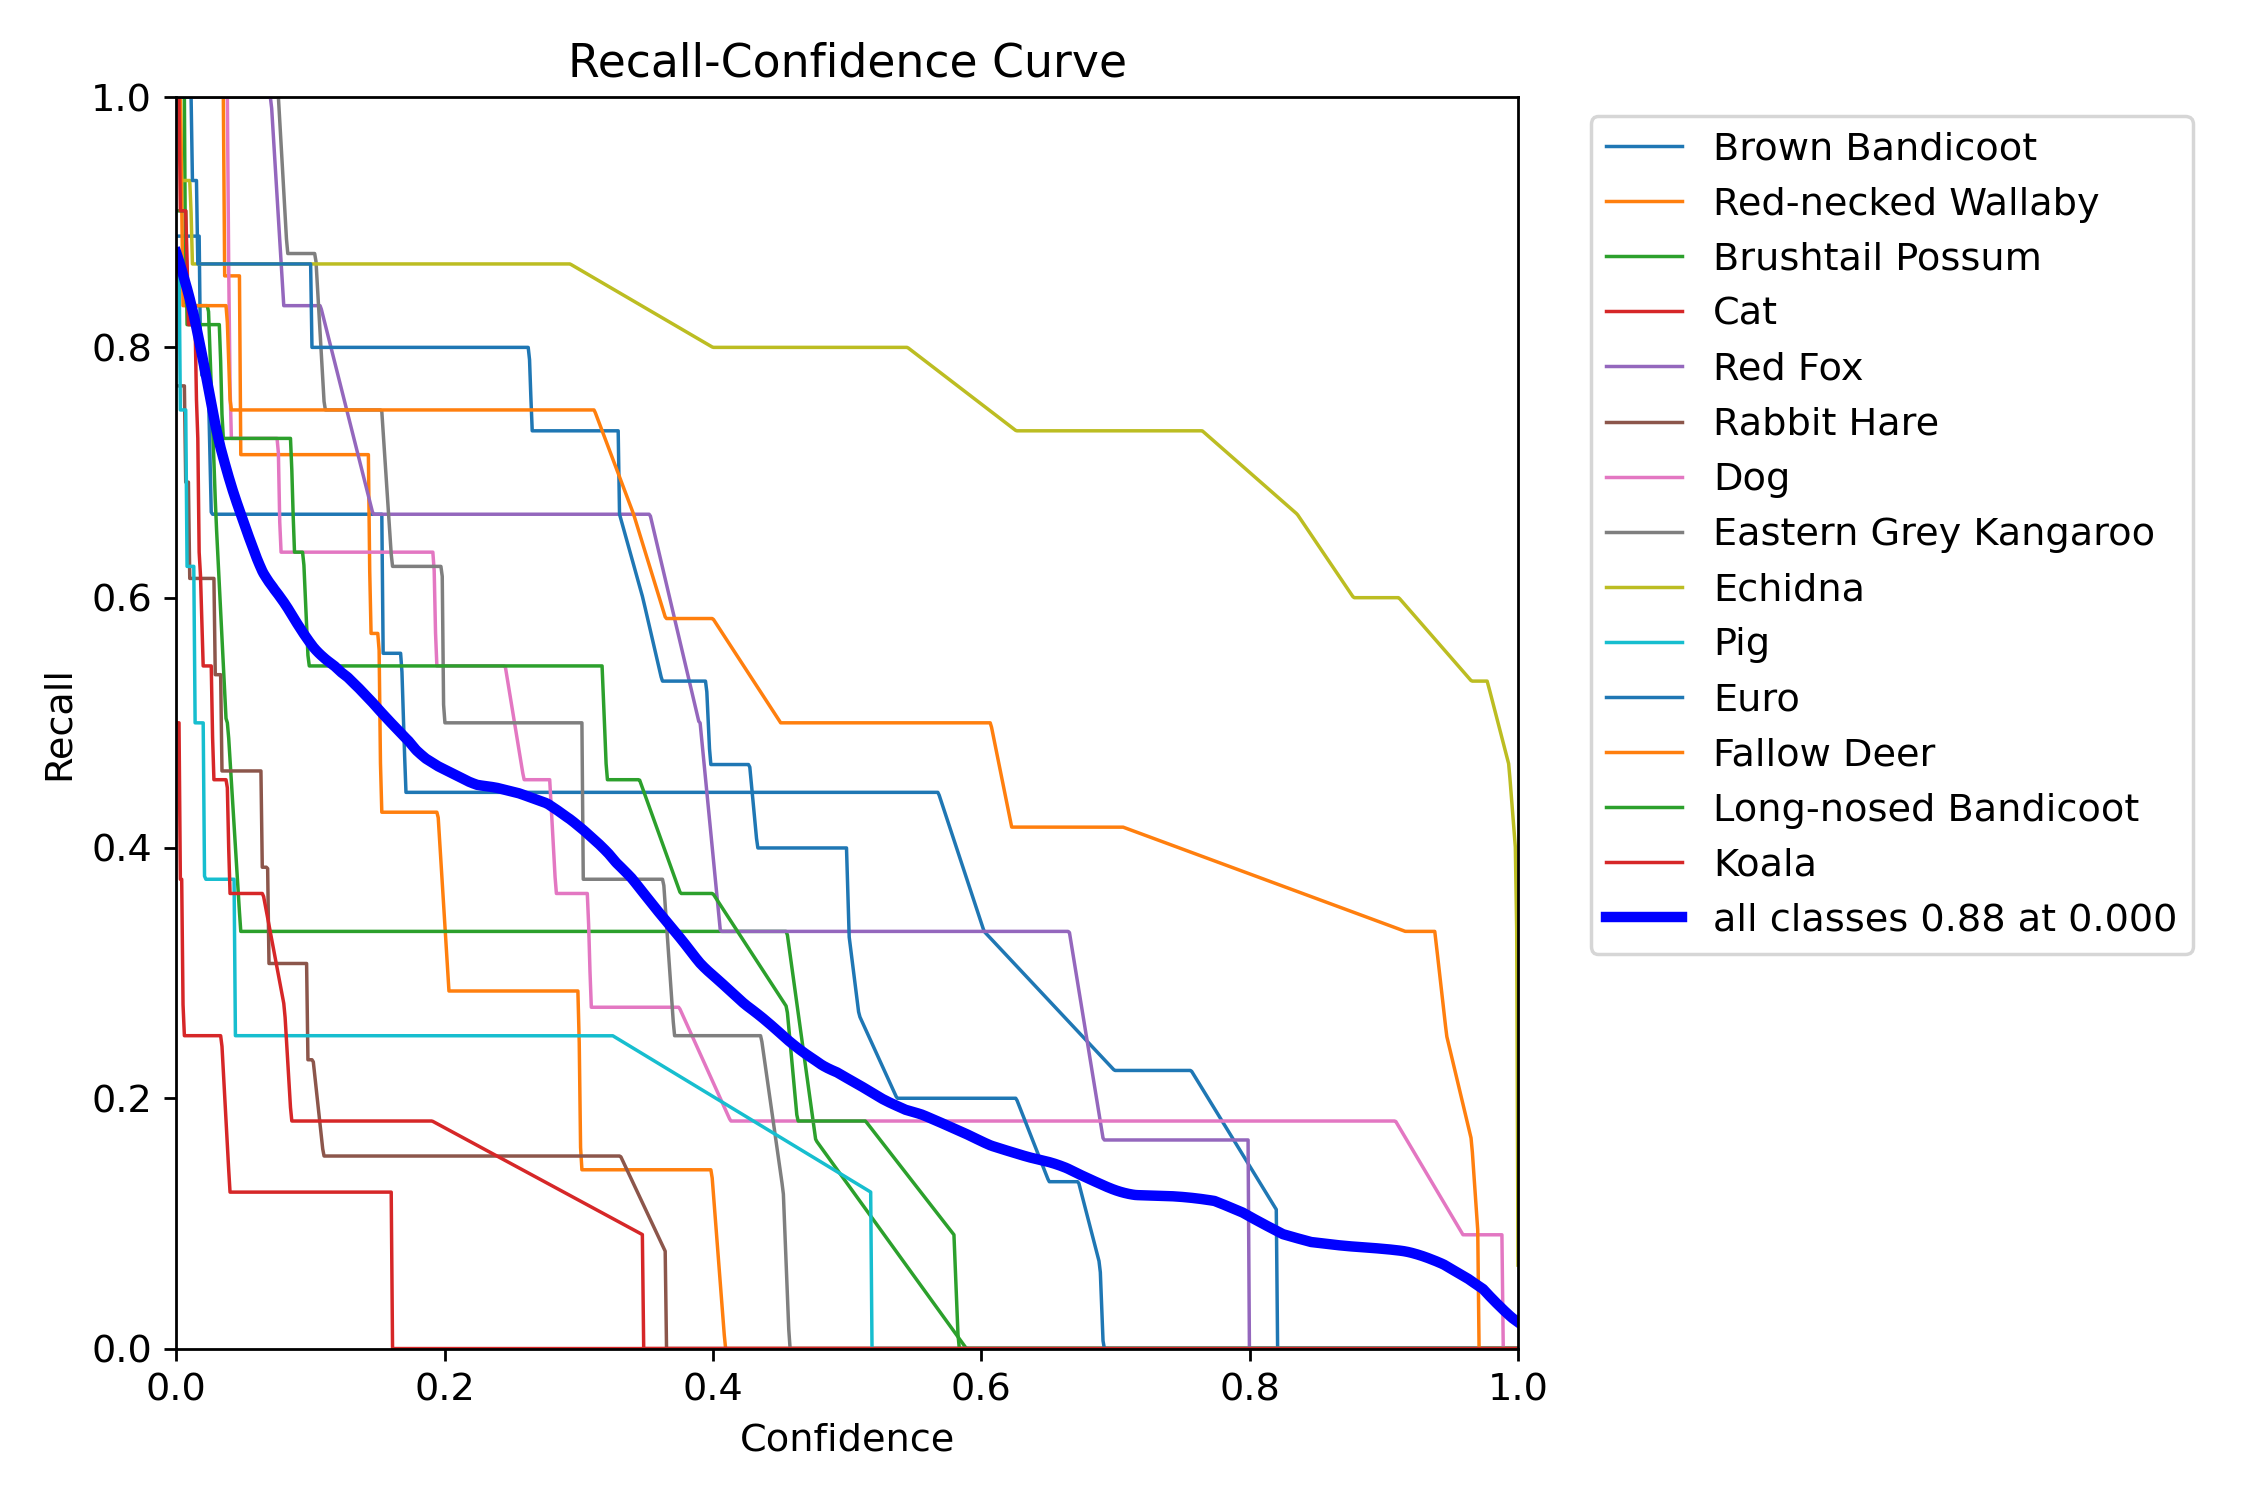 Recall-Confidence Curve
1.0
0.8
0.6
0.4
0.2
0.0
Recall
0.0 0.2 0.4 0.6 0.8 1.0
Confidence
Brown Bandicoot
Red-necked Wallaby
Brushtail Possum
Cat
Red Fox
Rabbit Hare
Dog
Eastern Grey Kangaroo
Echidna
Pig
Euro
Fallow Deer
Long-nosed Bandicoot
Koala
all classes 0.88 at 0.000